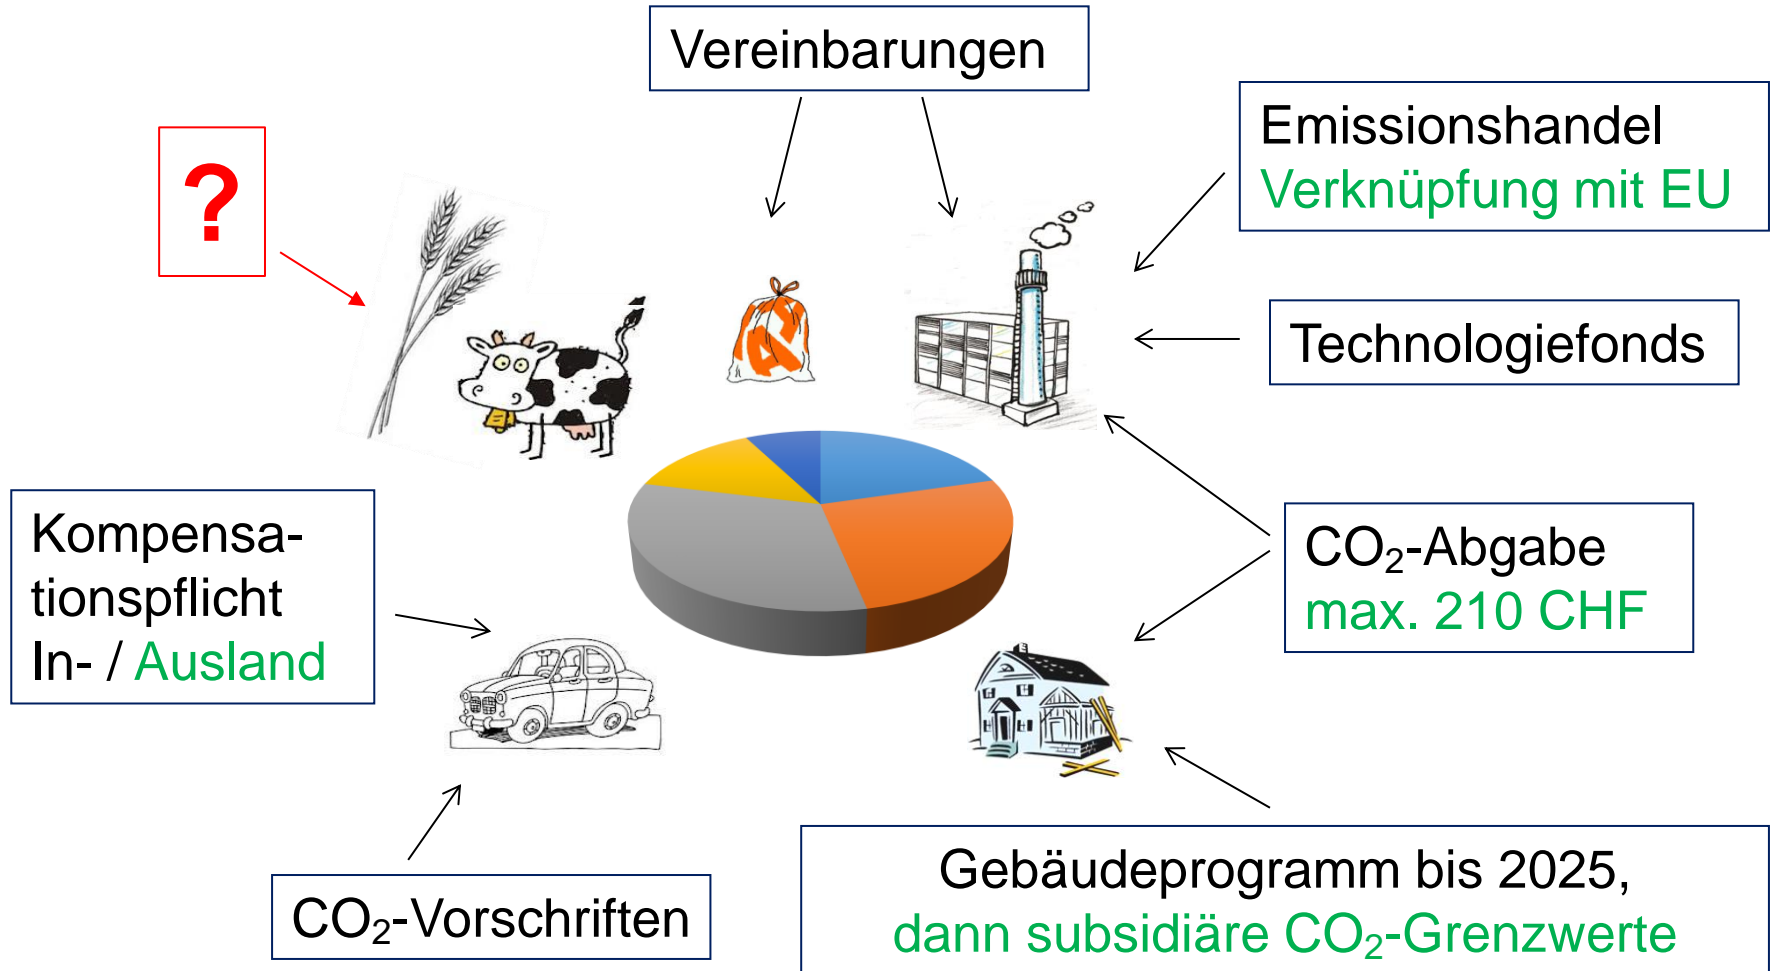 Vereinbarungen
Emissionshandel
Verknüpfung mit EU
?
Technologiefonds
Kompensa-
tionspflicht
In- / Ausland
CO₂-Abgabe
max. 210 CHF
CO₂-Vorschriften
Gebäudeprogramm bis 2025,
dann subsidiäre CO₂-Grenzwerte